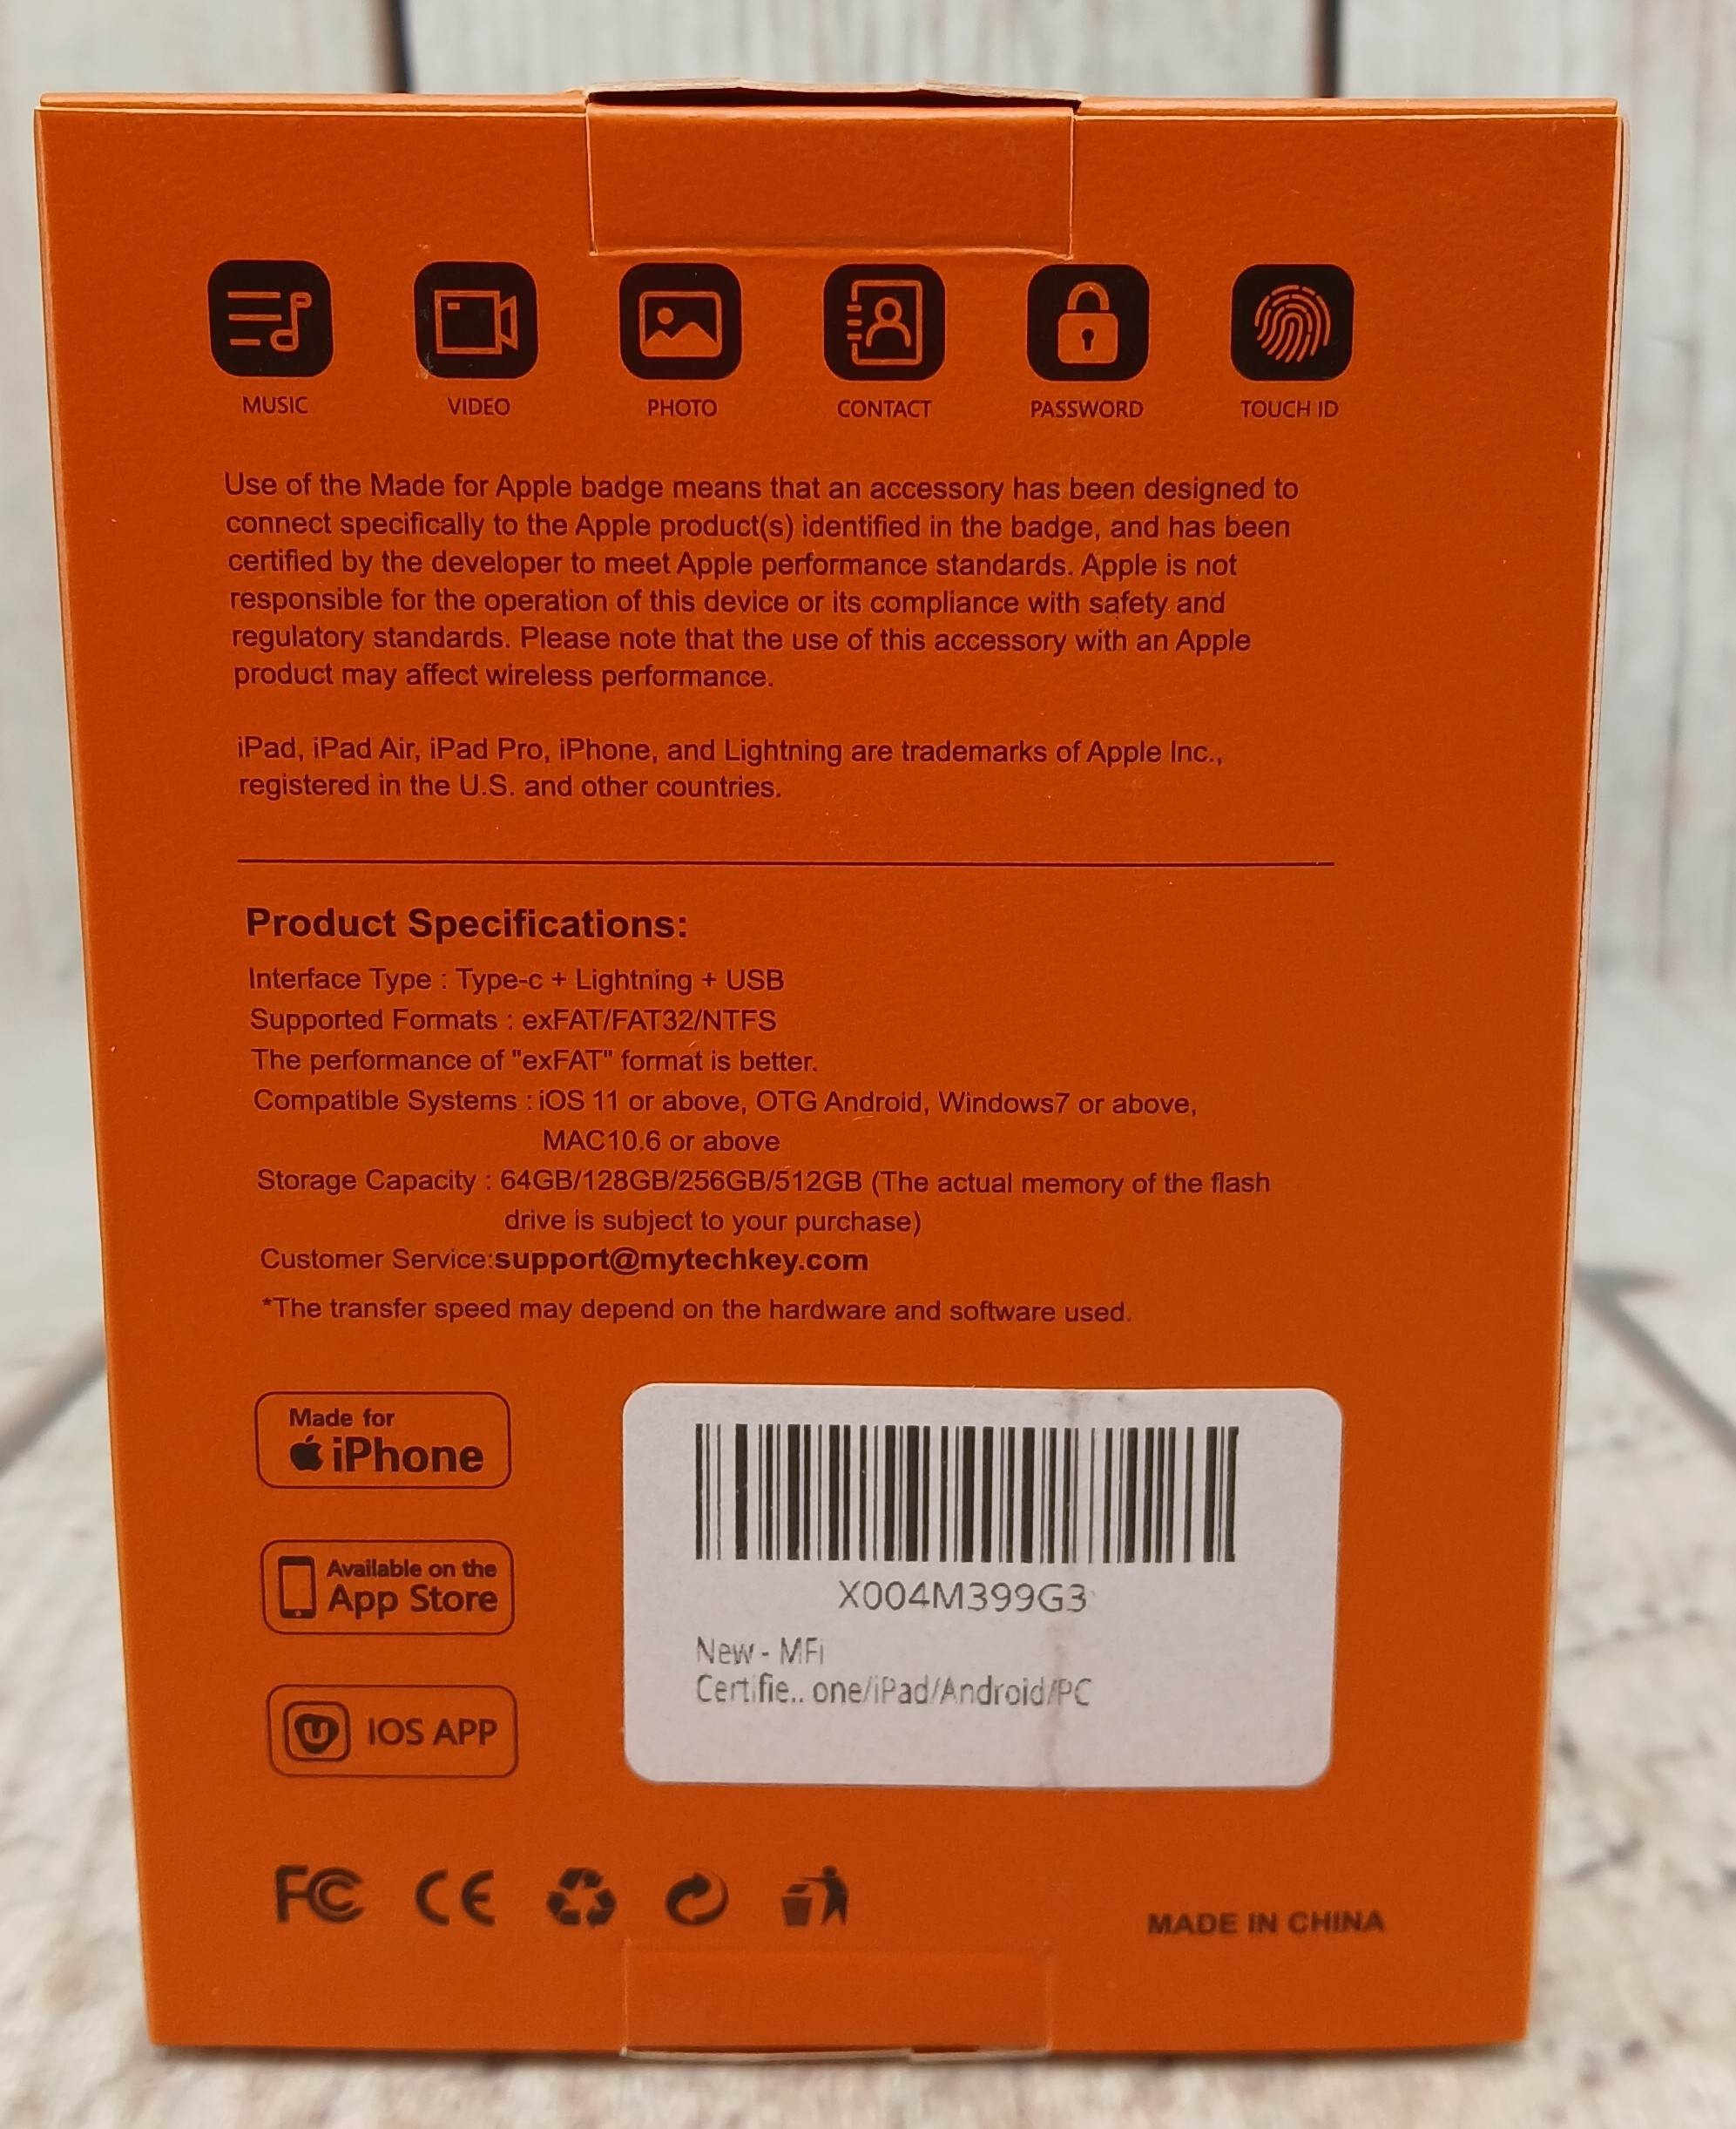 MUSIC VIDEO PHOTO CONTACT PASSWORD TOUCH ID
Use of the Made for Apple badge means that an accessory has been designed to
connect specifically to the Apple product(s) identified in the badge, and has been
certified by the developer to meet Apple performance standards. Apple is not
responsible for the operation of this device or its compliance with safety and
regulatory standards. Please note that the use of this accessory with an Apple
product may affect wireless performance.
iPad, iPad Air, iPad Pro, iPhone, and Lightning are trademarks of Apple Inc.,
registered in the U.S. and other countries.
Product Specifications:
Interface Type : Type-c + Lightning + USB
Supported Formats : exFAT/FAT32/NTFS
The performance of "exFAT" format is better.
Compatible Systems : iOS 11 or above, OTG Android, Windows7 or above,
MAC10.6 or above
Storage Capacity : 64GB/128GB/256GB/512GB (The actual memory of the flash
drive is subject to your purchase)
Customer Service:support@mytechkey.com
*The transfer speed may depend on the hardware and software used.
Made for
iPhone
Available on the
App Store
U IOS APP
X004M399G3
New - MFi
Certifie.. one/iPad/Android/PC
FC CE
MADE IN CHINA